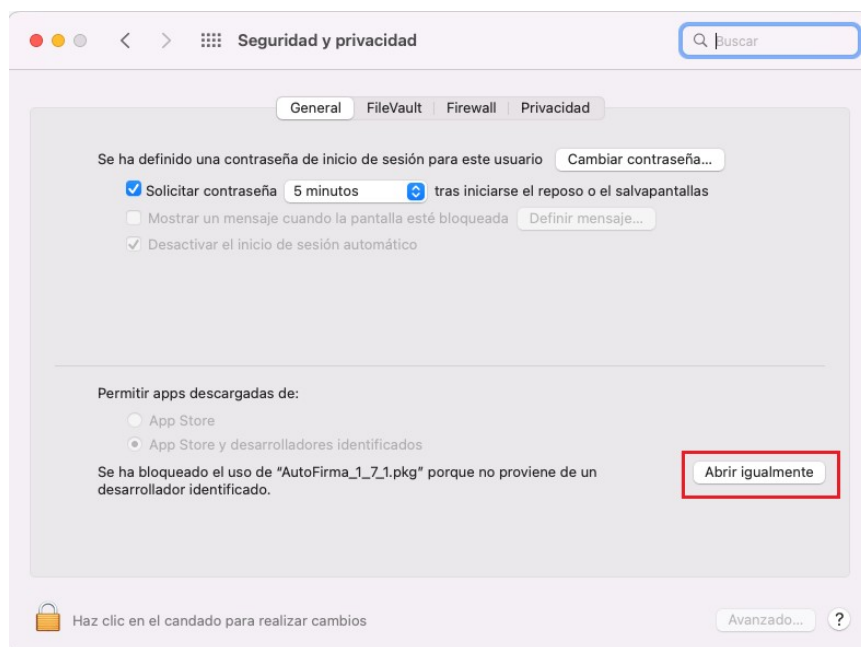 Seguridad y privacidad
Buscar
General FileVault Firewall Privacidad
Se ha definido una contraseña de inicio de sesión para este usuario Cambiar contraseña...
Solicitar contraseña 5 minutos tras iniciarse el reposo o el salvapantallas
Mostrar un mensaje cuando la pantalla esté bloqueada Definir mensaje...
Desactivar el inicio de sesión automático
Permitir apps descargadas de:
App Store
App Store y desarrolladores identificados
Se ha bloqueado el uso de “AutoFirma_1_7_1.pkg” porque no proviene de un
desarrollador identificado.
Abrir igualmente
Haz clic en el candado para realizar cambios
Avanzado...
?